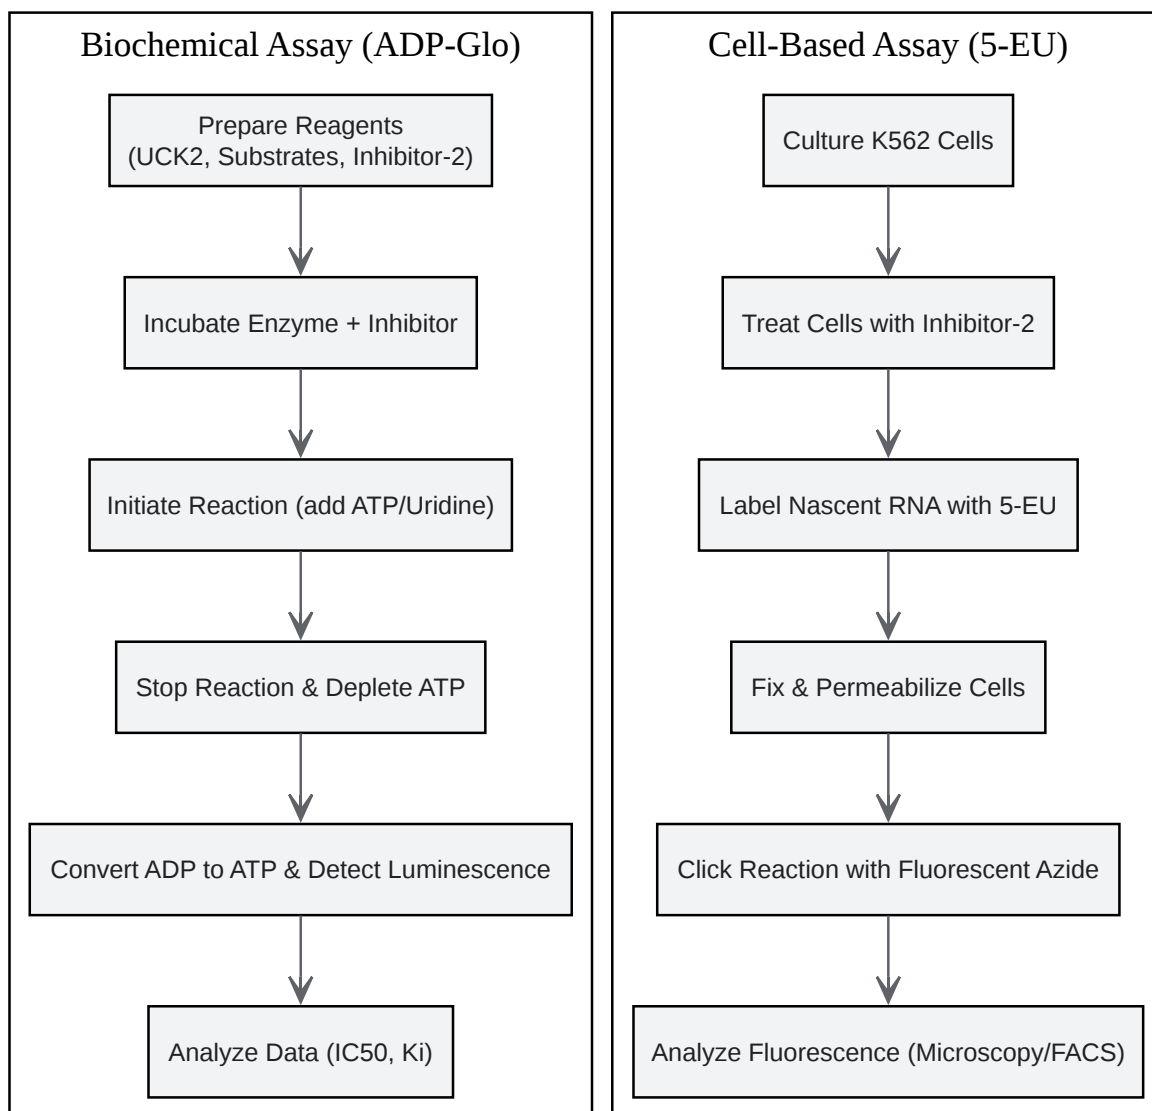 Biochemical Assay (ADP-Glo)
Prepare Reagents
(UCK2, Substrates, Inhibitor-2)
Incubate Enzyme + Inhibitor
Initiate Reaction (add ATP/Uridine)
Stop Reaction & Deplete ATP
Convert ADP to ATP & Detect Luminescence
Analyze Data (IC50, Ki)
Cell-Based Assay (5-EU)
Culture K562 Cells
Treat Cells with Inhibitor-2
Label Nascent RNA with 5-EU
Fix & Permeabilize Cells
Click Reaction with Fluorescent Azide
Analyze Fluorescence (Microscopy/FACS)